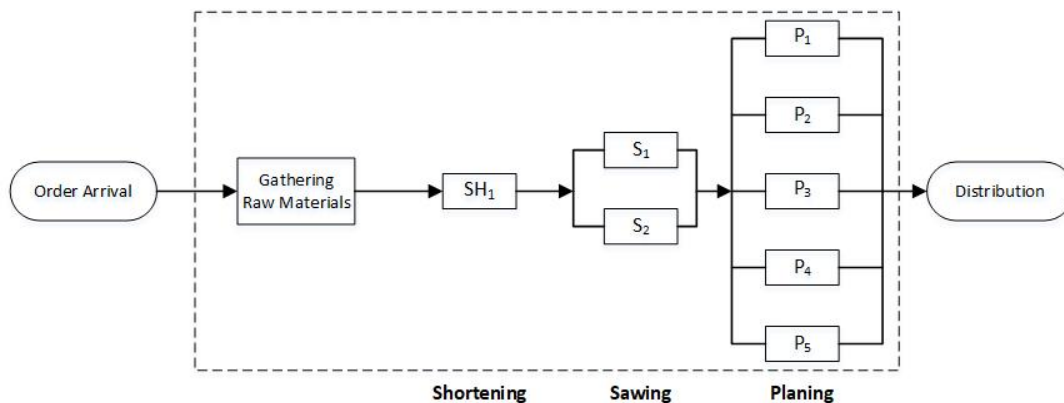 Order Arrival
Gathering
Raw Materials
SH₁
S₁
S₂
P₁
P₂
P₃
P₄
P₅
Distribution
Shortening
Sawing
Planing